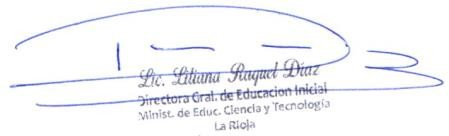 Lic. Liliana Raquel Díaz
Directora Gral. de Educacion Inicial
Minist. de Educ. Ciencia y Tecnología
La Rioja